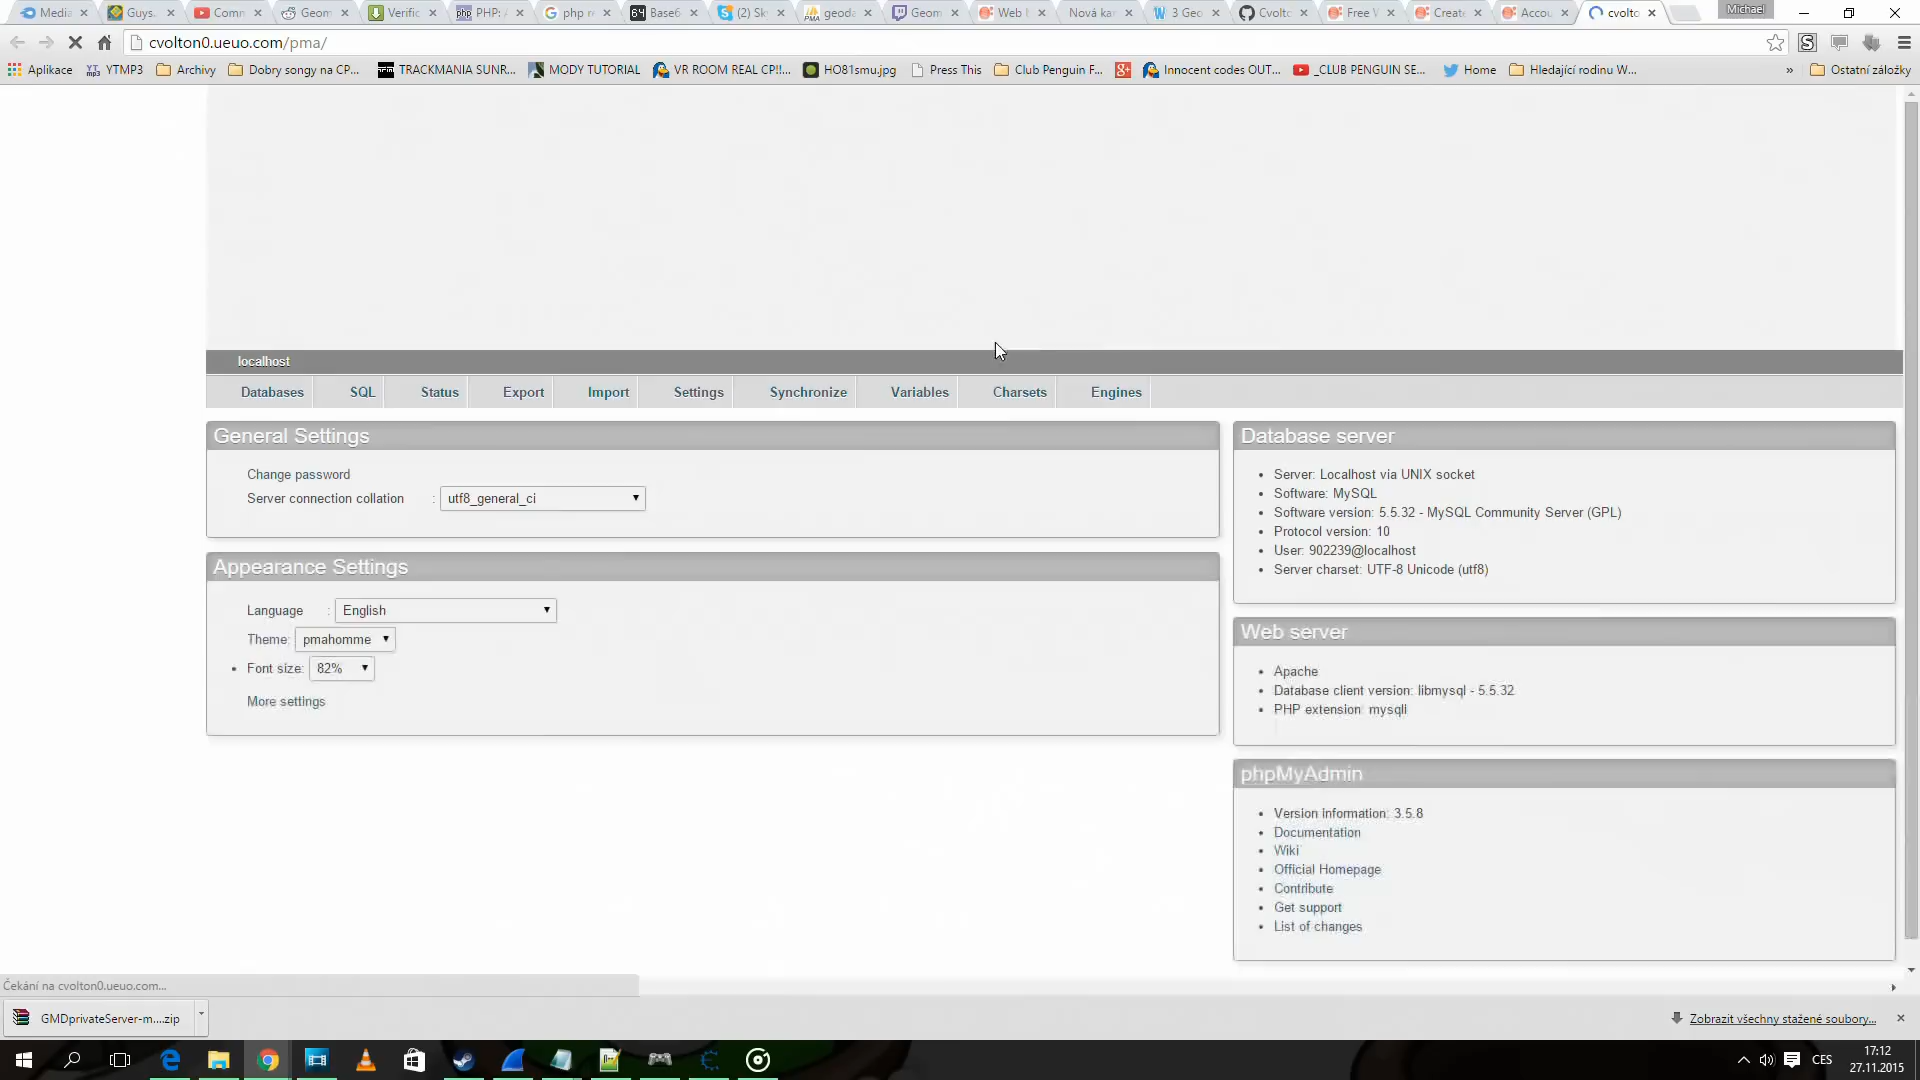 Media Guys. Comn Geom Verific PHP: php re Base6 (2) Sk geoda Geom Web Nová ka 3 Geo Cvolto Free V Create Accou cvolto Michael
cvolton0.ueuo.com/pma/
Aplikace YTMP3 Archivy Dobry songy na CP... TRACKMANIA SUNR... MODY TUTORIAL VR ROOM REAL CP!!... HO81smu.jpg Press This Club Penguin F... Innocent codes OUT... _CLUB PENGUIN SE... Home Hledající rodinu W... » Ostatní záložky
localhost
Databases SQL Status Export Import Settings Synchronize Variables Charsets Engines
General Settings
Change password
Server connection collation : utf8_general_ci
Appearance Settings
Language : English
Theme: pmahomme
• Font size: 82%
More settings
Database server
• Server: Localhost via UNIX socket
• Software: MySQL
• Software version: 5.5.32 - MySQL Community Server (GPL)
• Protocol version: 10
• User: 902239@localhost
• Server charset: UTF-8 Unicode (utf8)
Web server
• Apache
• Database client version: libmysql - 5.5.32
• PHP extension: mysqli
phpMyAdmin
• Version information: 3.5.8
• Documentation
• Wiki
• Official Homepage
• Contribute
• Get support
• List of changes
Čekání na cvolton0.ueuo.com...
GMDprivateServer-m....zip
Zobrazit všechny stažené soubory...
CES
17:12
27.11.2015